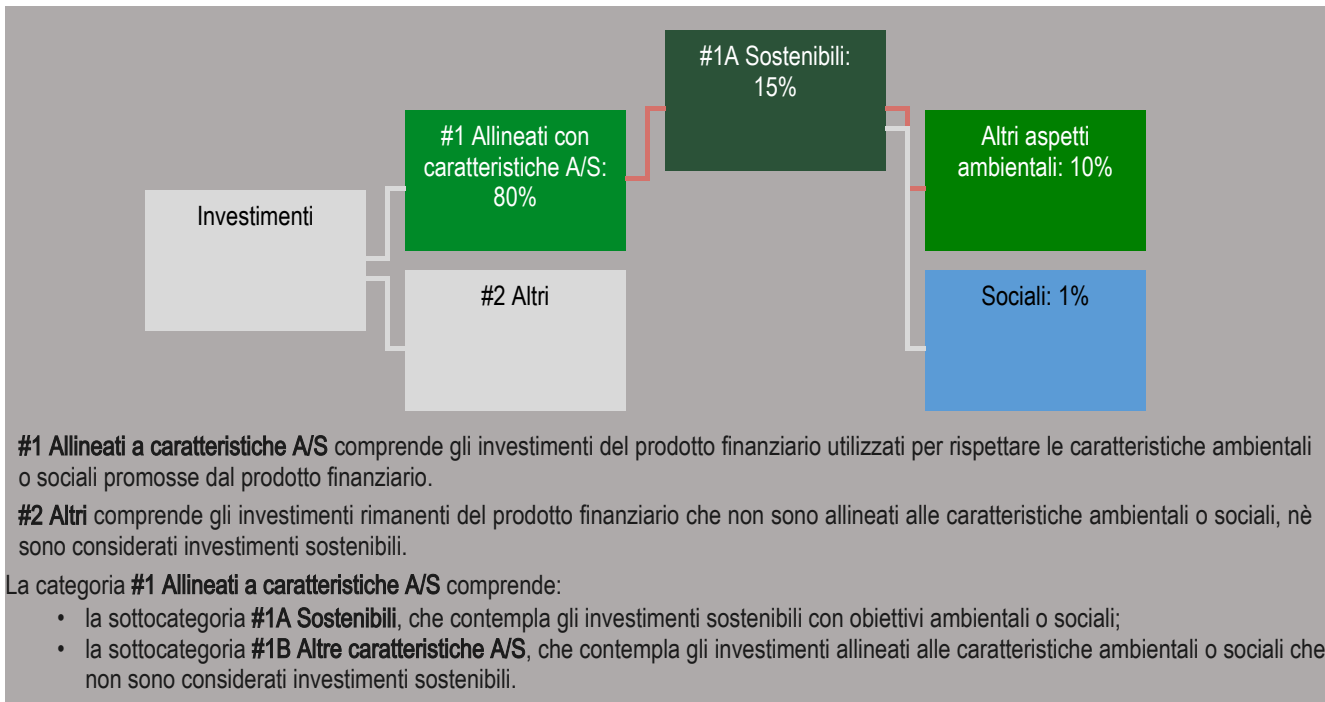 #1A Sostenibili:
15%
#1 Allineati con
caratteristiche A/S:
80%
Altri aspetti
ambientali: 10%
Investimenti
#2 Altri
Sociali: 1%
#1 Allineati a caratteristiche A/S comprende gli investimenti del prodotto finanziario utilizzati per rispettare le caratteristiche ambientali
o sociali promosse dal prodotto finanziario.
#2 Altri comprende gli investimenti rimanenti del prodotto finanziario che non sono allineati alle caratteristiche ambientali o sociali, nè
sono considerati investimenti sostenibili.
La categoria #1 Allineati a caratteristiche A/S comprende:
• la sottocategoria #1A Sostenibili, che contempla gli investimenti sostenibili con obiettivi ambientali o sociali;
• la sottocategoria #1B Altre caratteristiche A/S, che contempla gli investimenti allineati alle caratteristiche ambientali o sociali che
non sono considerati investimenti sostenibili.